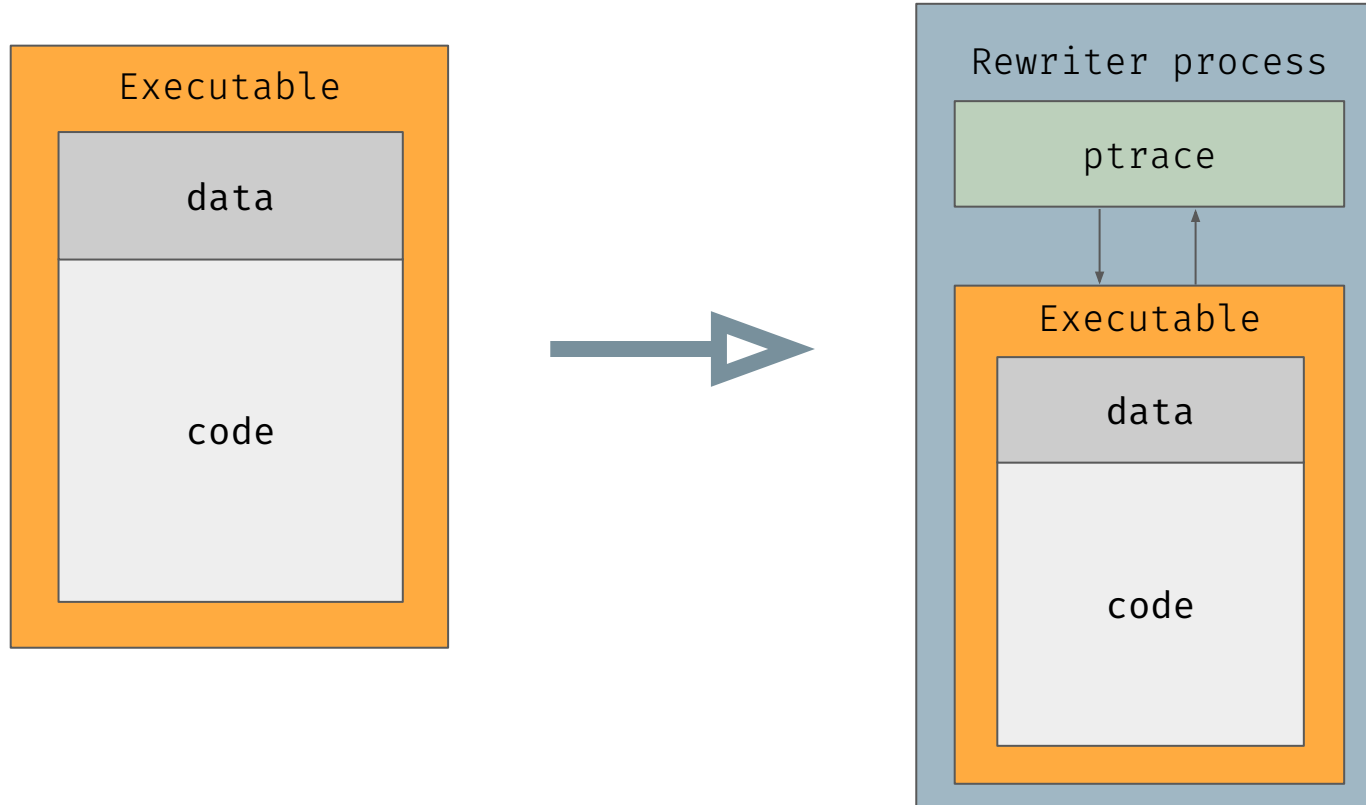 Executable
data
code
Rewriter process
ptrace
Executable
data
code